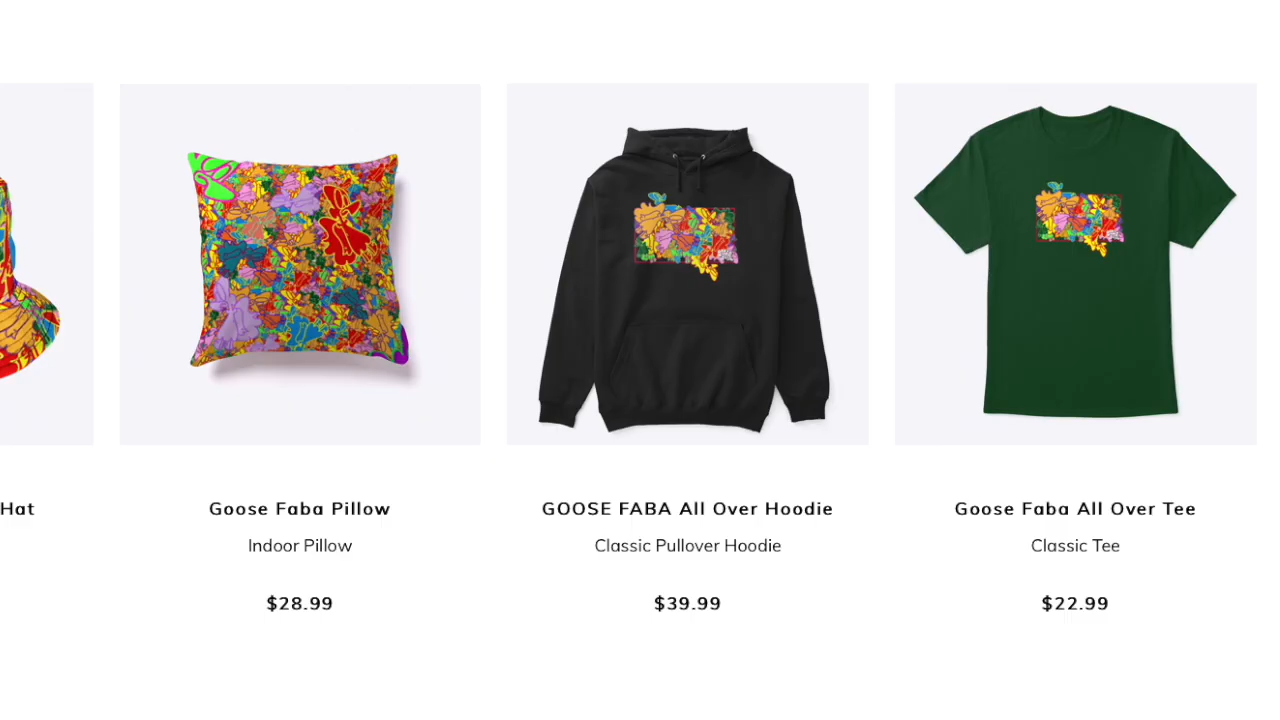 Hat
Goose Faba Pillow
Indoor Pillow
$28.99
GOOSE FABA All Over Hoodie
Classic Pullover Hoodie
$39.99
Goose Faba All Over Tee
Classic Tee
$22.99